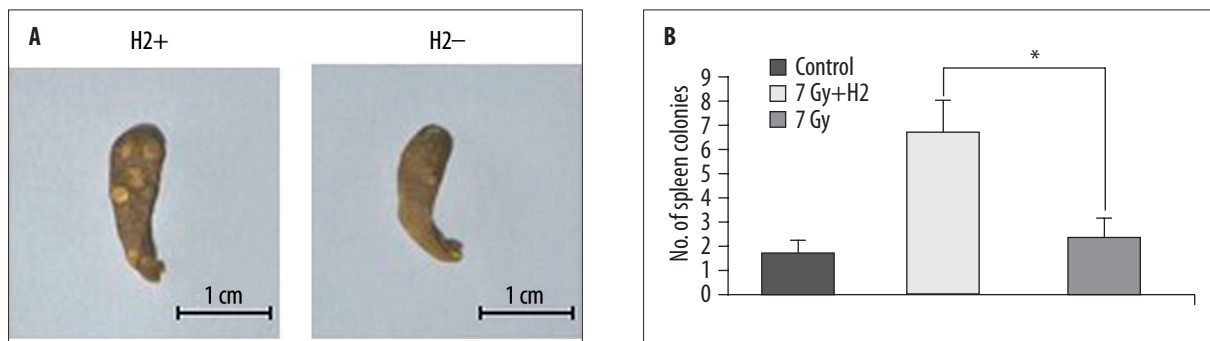 A
H2+
H2–
1 cm
1 cm
B
Control
7 Gy+H2
7 Gy
*
No. of spleen colonies
9
8
7
6
5
4
3
2
1
0